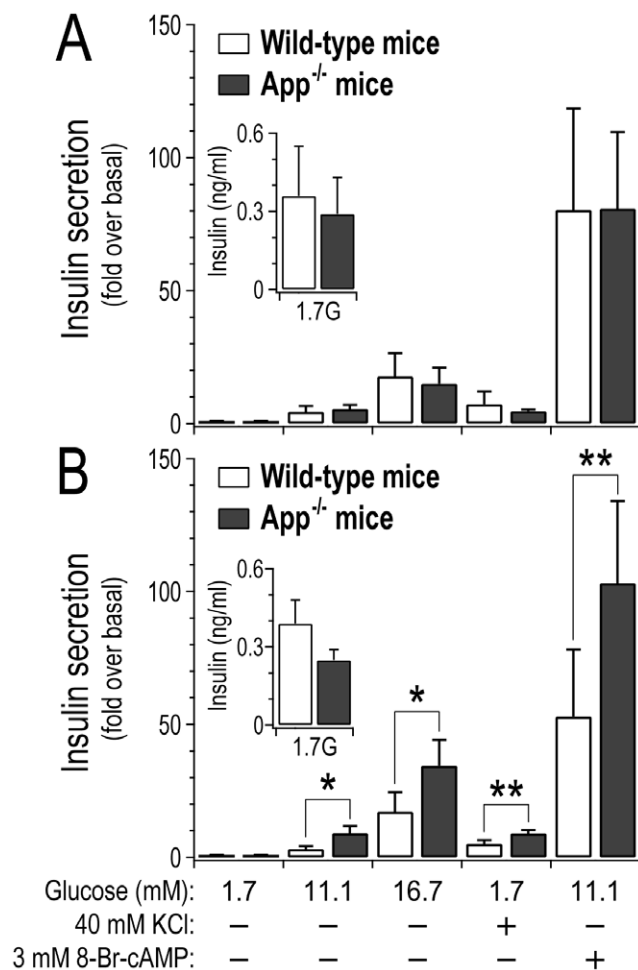 A
150
100
50
0
Insulin secretion
(fold over basal)
Wild-type mice
App-/- mice
0.6
0.3
0
Insulin (ng/ml)
1.7G
B
150
100
50
0
Insulin secretion
(fold over basal)
Wild-type mice
App-/- mice
0.6
0.3
0
Insulin (ng/ml)
1.7G
*
*
**
**
Glucose (mM): 1.7 11.1 16.7 1.7 11.1
40 mM KCl: – – – + –
3 mM 8-Br-cAMP: – – – – +